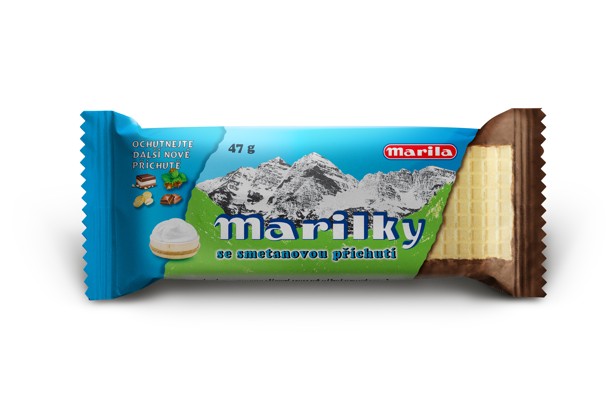 OCHUTNEJTE
DALŠÍ NOVÉ
PŘÍCHUTĚ
47 g
marila
marilky
se smetanovou příchutí